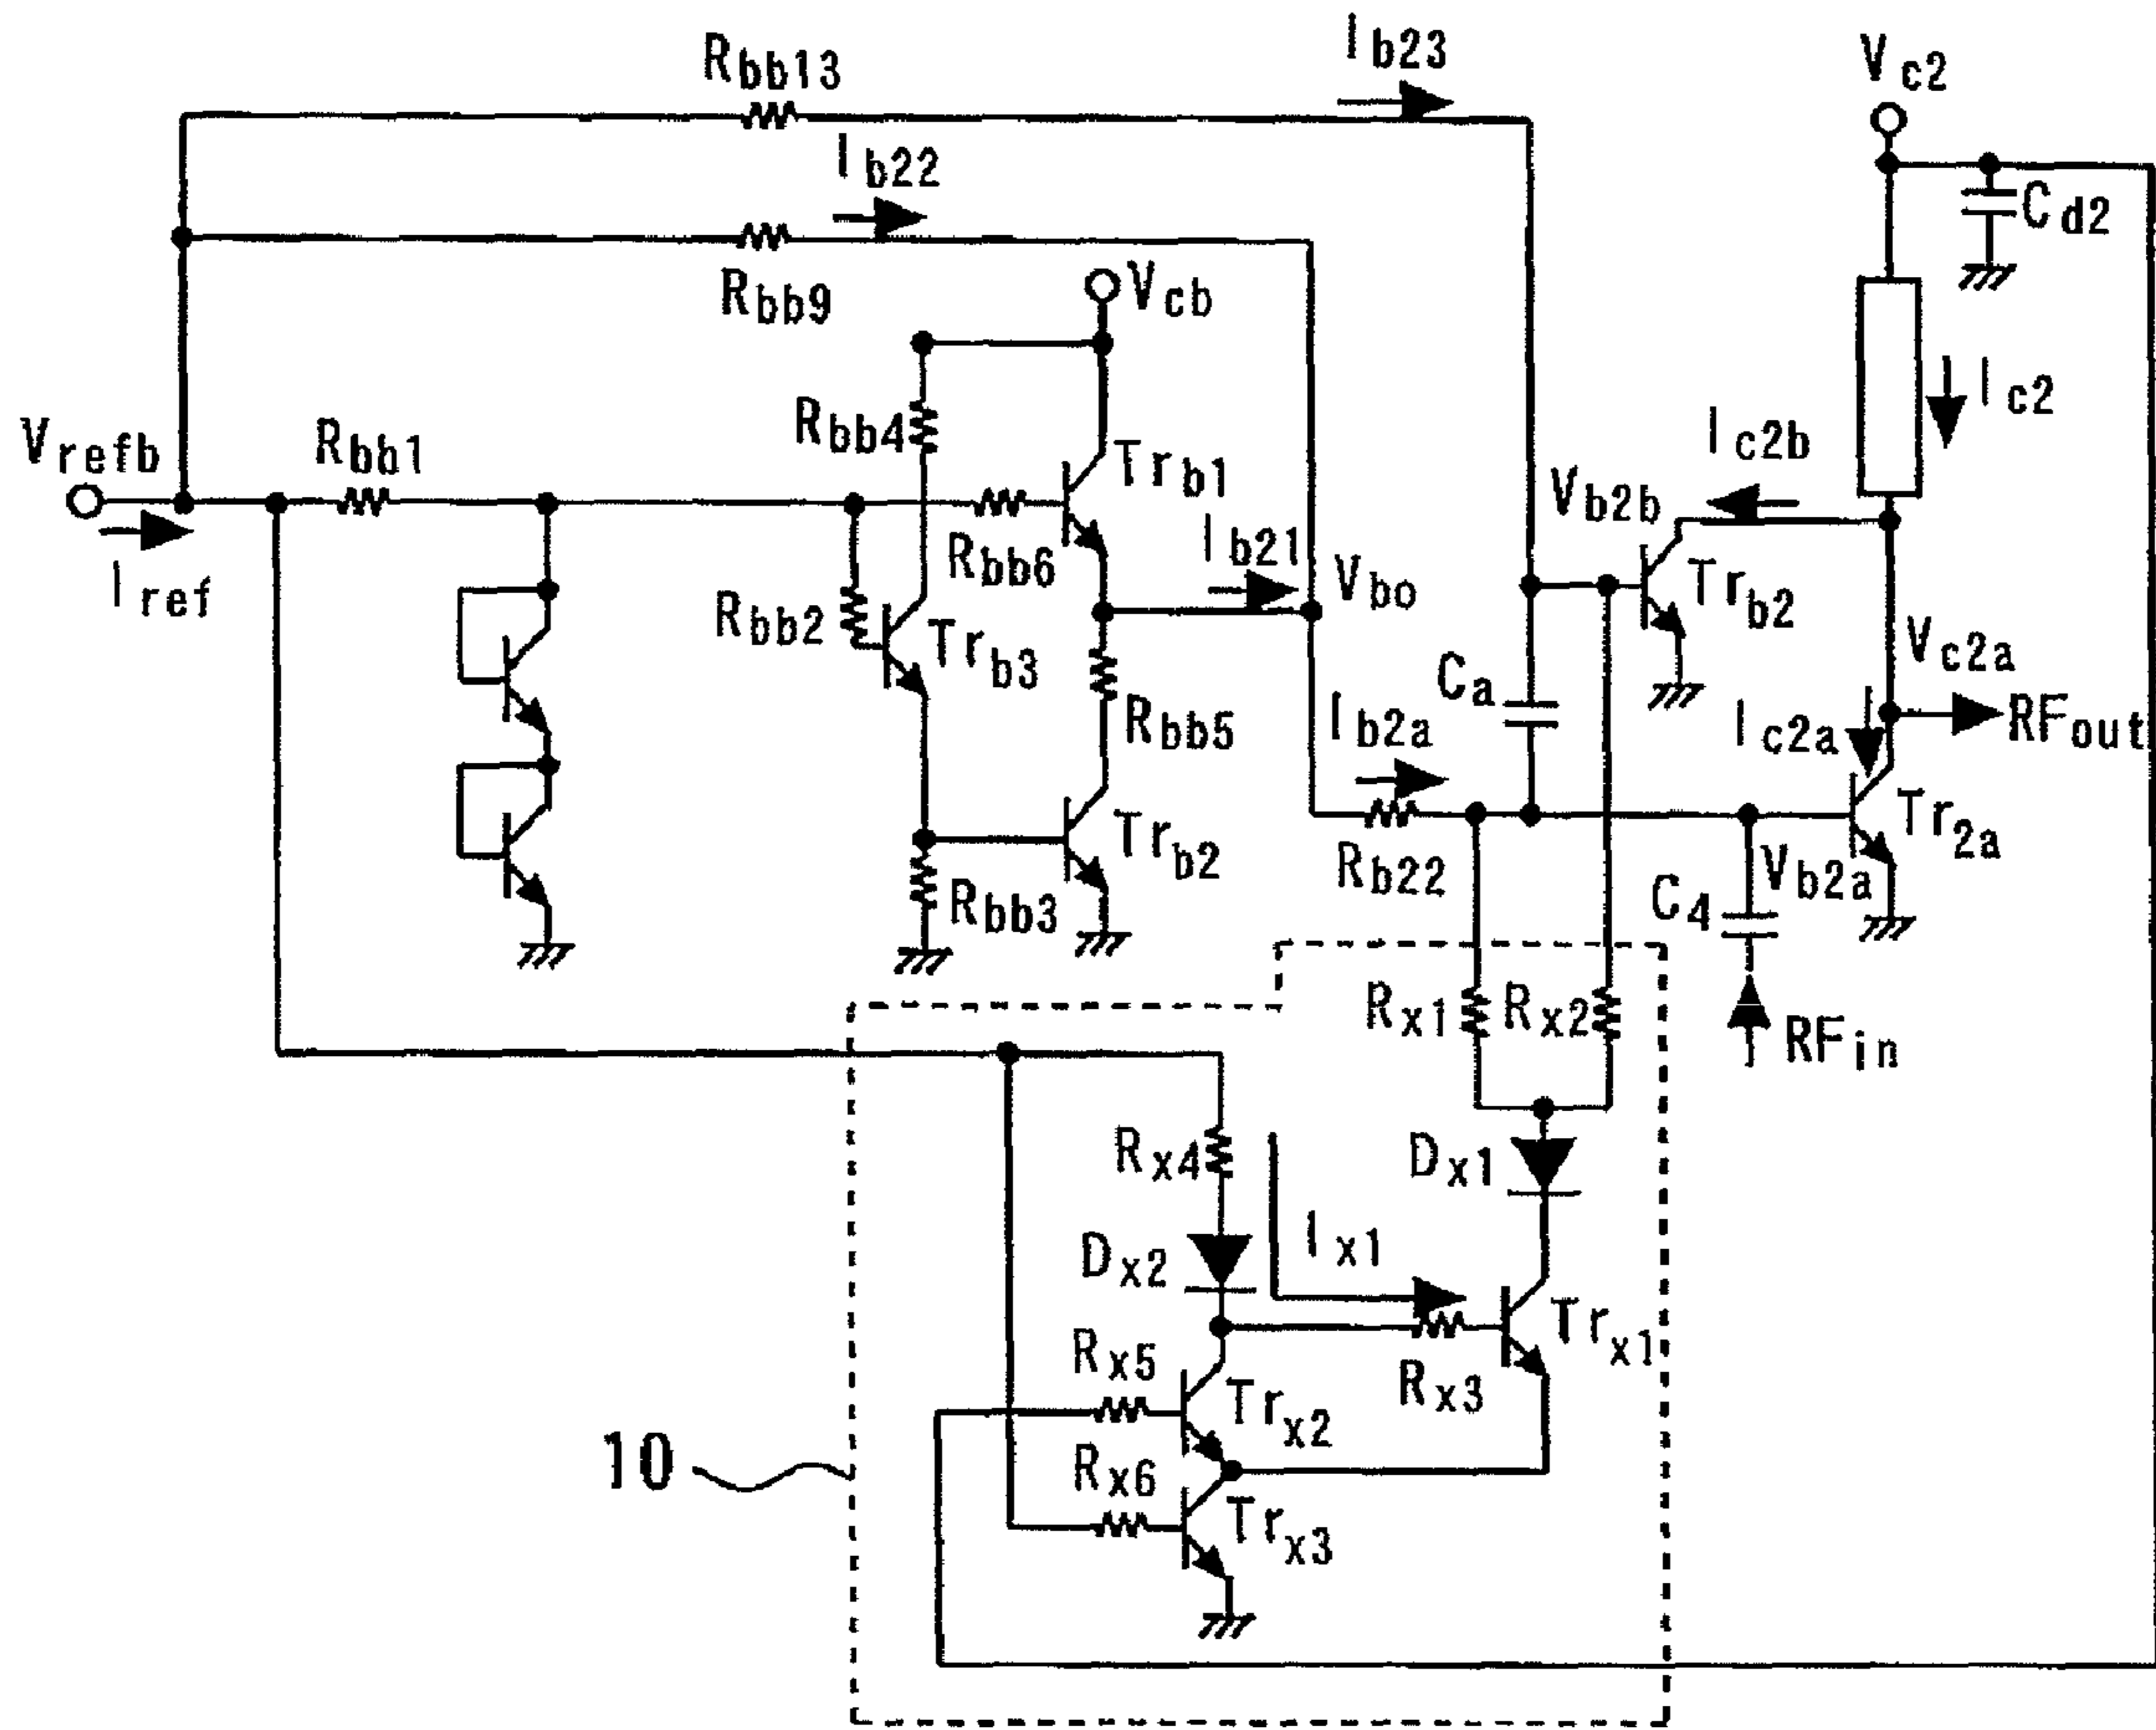 Rbb13
Ib23
Vc2
Ib22
Cd2
Rbb9
Vcb
Ic2
Vrefb
Rbb1
Rbb4
Trb1
Ic2b
Vb2b
Iref
Rbb6
Ib21
Vbo
Trb2
Rbb2
Trb3
Vc2a
Ca
Rbb5
Ib2a
Ic2a
RFout
Trb2
Rbb3
Rb22
Tr2a
Vb2a
C4
Rx1
Rx2
RFin
Rx4
Dx1
Dx2
Ix1
Trx1
Rx5
Rx3
Trx2
10
Rx6
Trx3